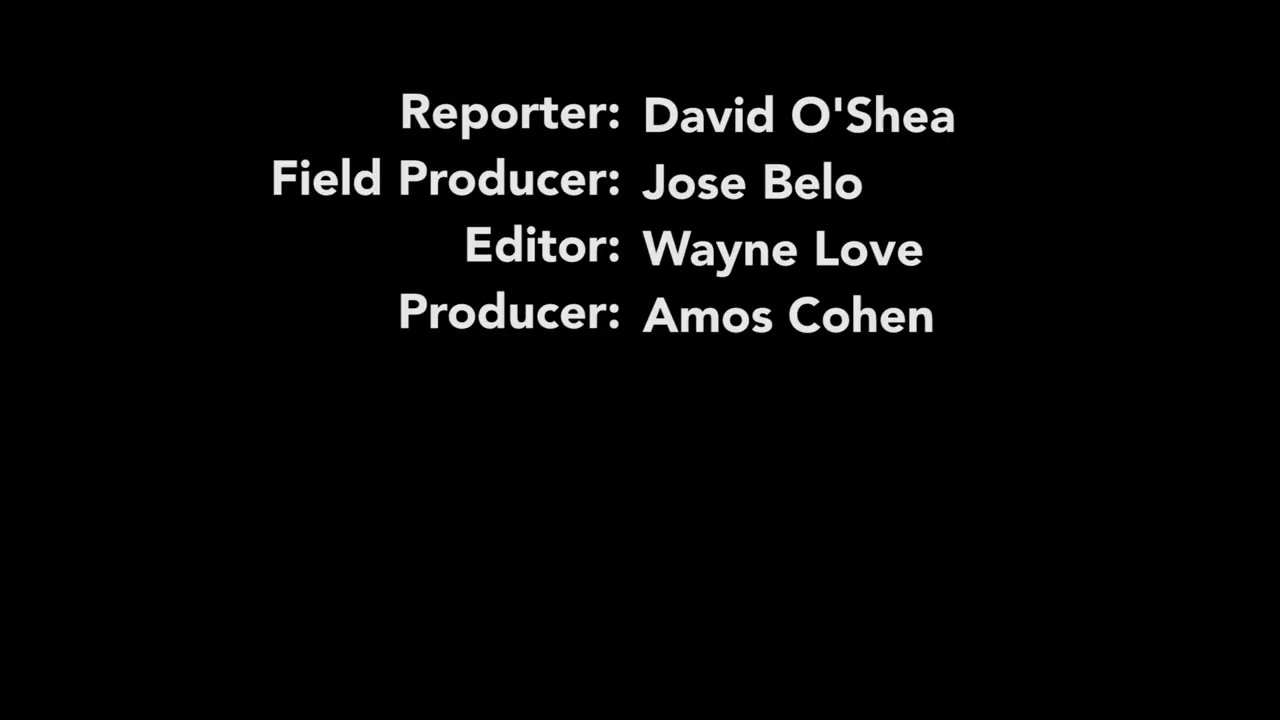 Reporter: David O'Shea
Field Producer: Jose Belo
Editor: Wayne Love
Producer: Amos Cohen